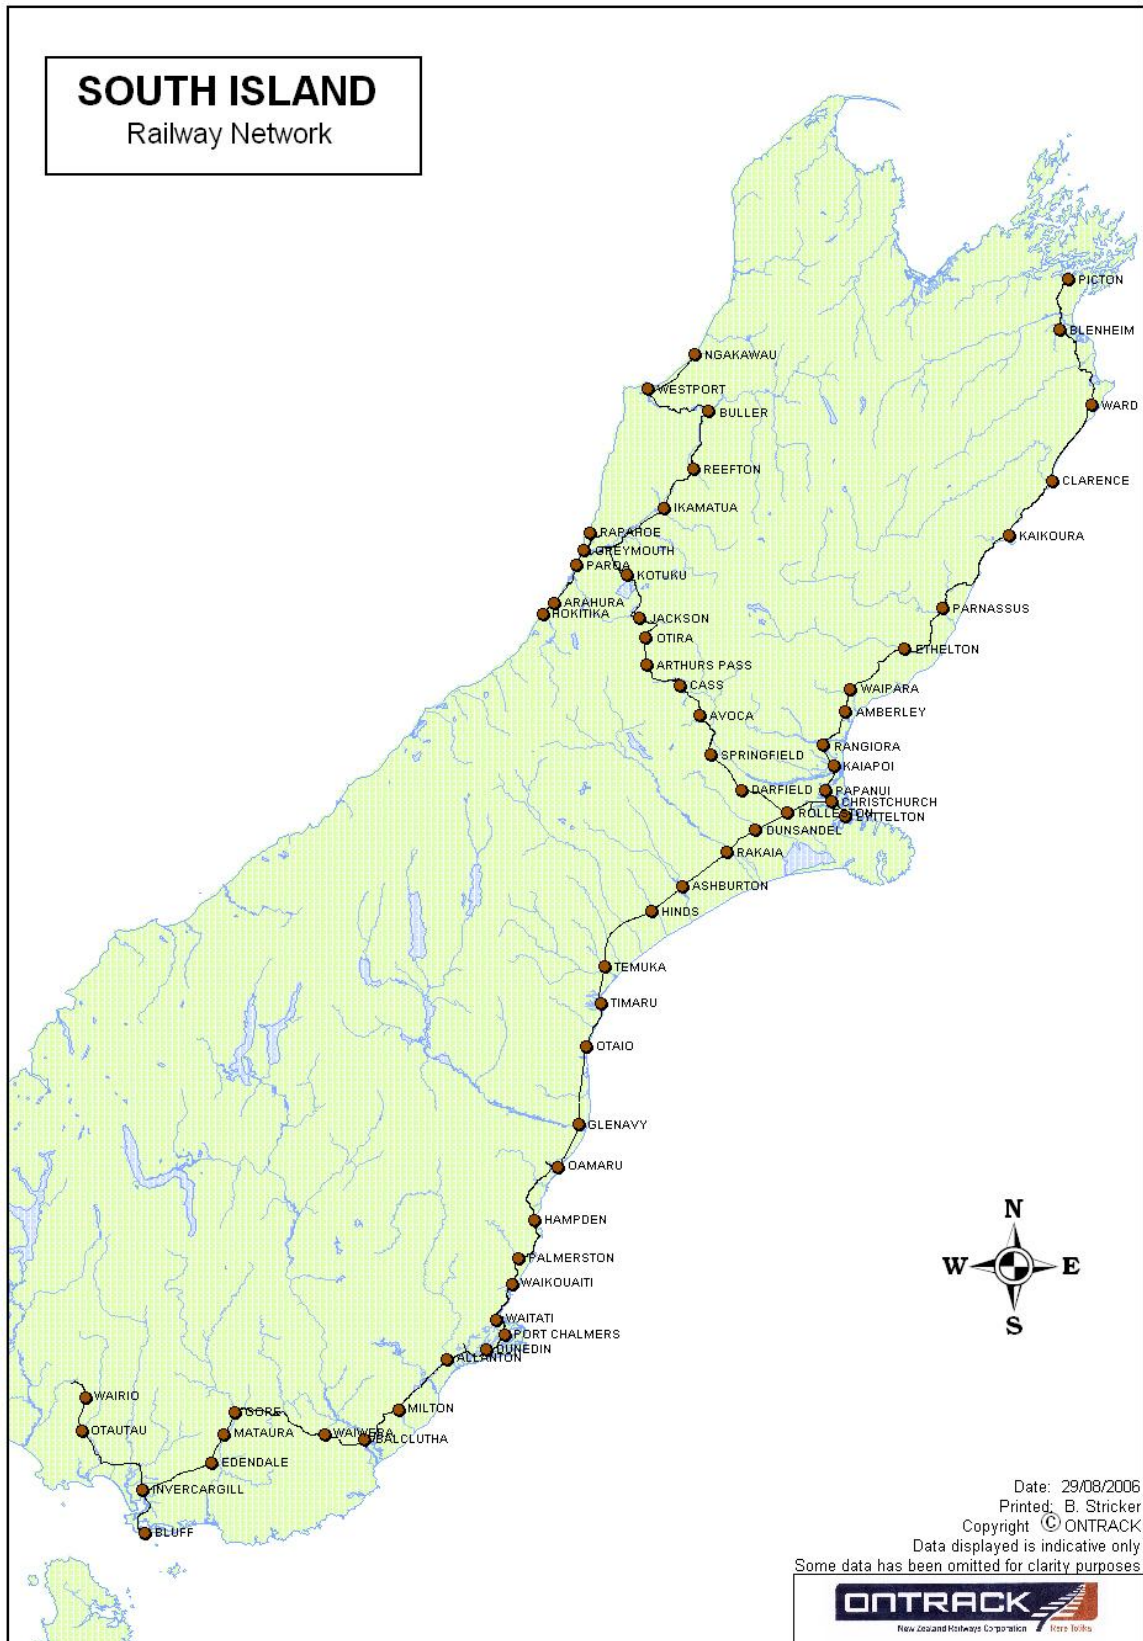 SOUTH ISLAND
Railway Network
PICTON
BLENHEIM
NGAKAWAU
WESTPORT
BULLER
WARD
REEFTON
CLARENCE
IKAMATUA
RAPAHOE
KAIKOURA
GREYMOUTH
PAROA
KOTUKU
ARAHURA
HOKITIKA
PARNASSUS
JACKSON
OTIRA
ETHELTON
ARTHURS PASS
CASS
WAIPARA
AMBERLEY
AVOCA
RANGIORA
SPRINGFIELD
KAIAPOI
DARFIELD
PAPANUI
CHRISTCHURCH
ROLLESTON
LYTTELTON
DUNSANDEL
RAKAIA
ASHBURTON
HINDS
TEMUKA
TIMARU
OTAIO
GLENAVY
OAMARU
HAMPDEN
N
W E
S
PALMERSTON
WAIKOUAITI
WAITATI
PORT CHALMERS
DUNEDIN
ALLANTON
WAIRIO
GORE
MILTON
OTAUTAU
MATAURA
WAIWERA
BALCLUTHA
EDENDALE
INVERCARGILL
BLUFF
Date: 29/08/2006
Printed: B. Stricker
Copyright © ONTRACK
Data displayed is indicative only
Some data has been omitted for clarity purposes
ONTRACK
New Zealand Railways Corporation